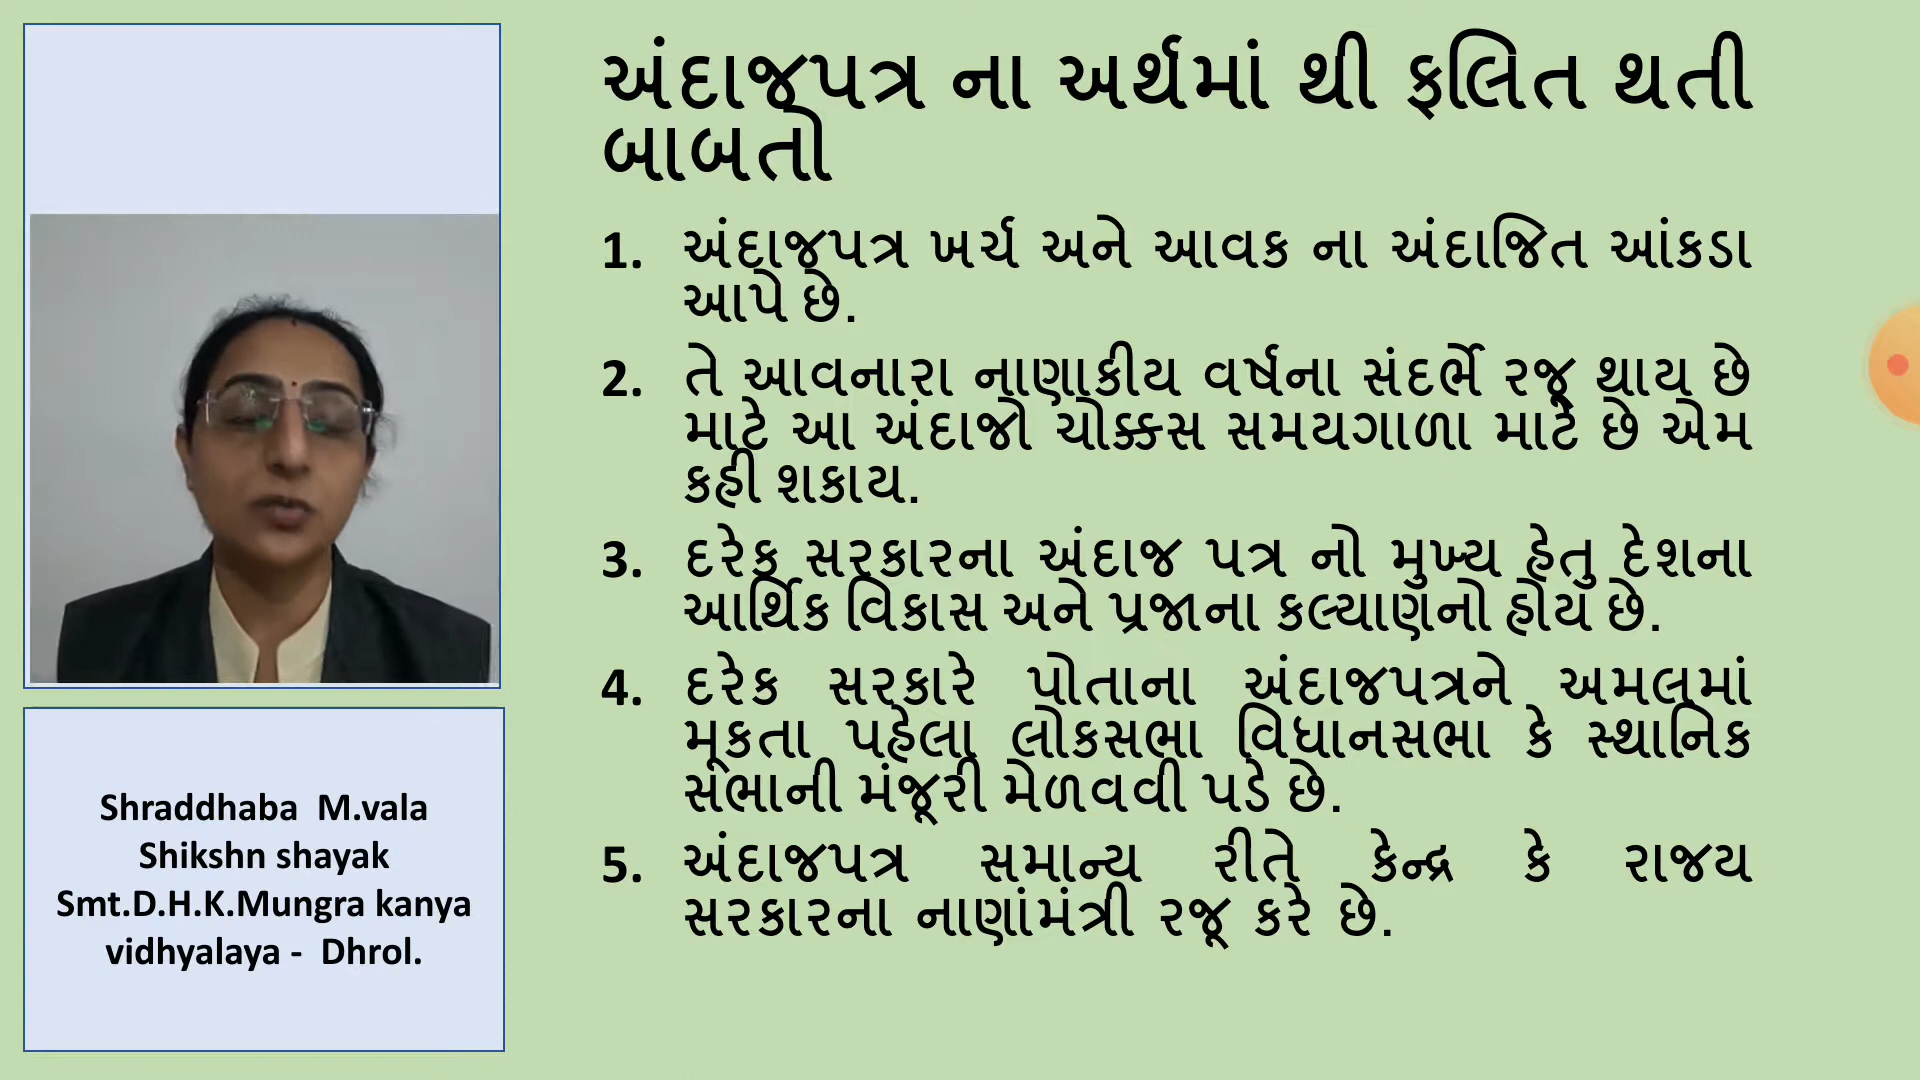 અંદાજપત્ર ના અર્થમાં થી ફલિત થતી
બાબતો
1. અંદાજપત્ર ખર્ચ અને આવક ના અંદાજિત આંકડા
આપે છે.
2. તે આવનારા નાણાકીય વર્ષના સંદર્ભે રજૂ થાય છે
માટે આ અંદાજો ચોક્કસ સમયગાળા માટે છે એમ
કહી શકાય.
3. દરેક સરકારના અંદાજ પત્ર નો મુખ્ય હેતુ દેશના
આર્થિક વિકાસ અને પ્રજાના કલ્યાણનો હોય છે.
4. દરેક સરકારે પોતાના અંદાજપત્રને અમલમાં
મૂકતા પહેલા લોકસભા વિધાનસભા કે સ્થાનિક
સભાની મંજૂરી મેળવવી પડે છે.
5. અંદાજપત્ર સમાન્ય રીતે કેન્દ્ર કે રાજય
સરકારના નાણાંમંત્રી રજૂ કરે છે.
Shraddhaba M.vala
Shikshn shayak
Smt.D.H.K.Mungra kanya
vidhyalaya - Dhrol.